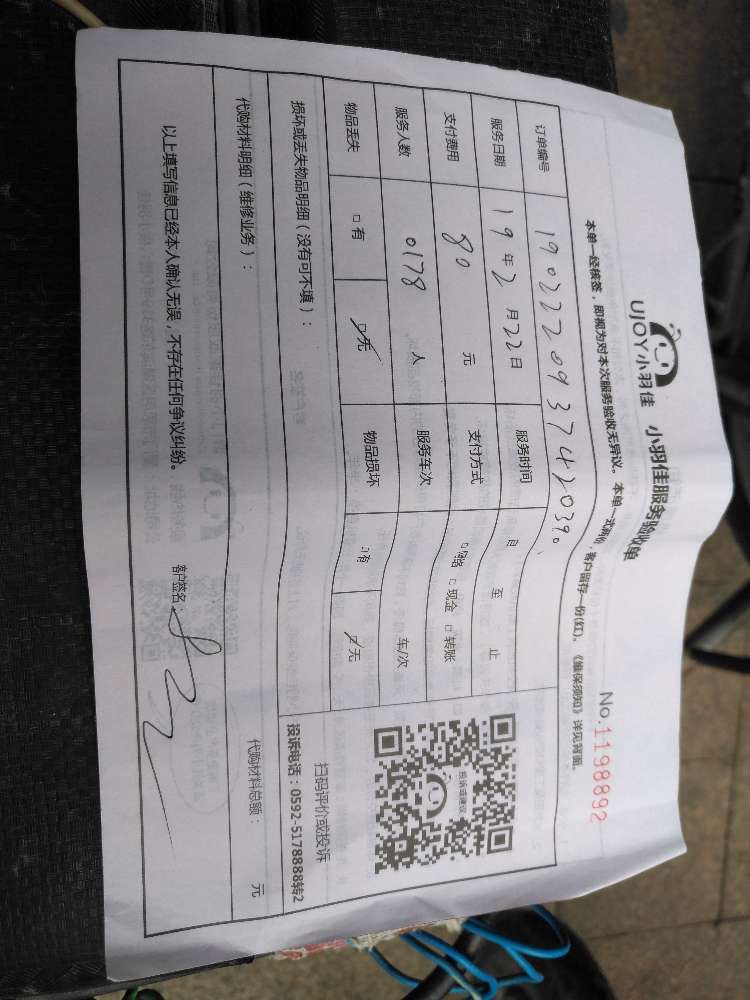 UJOY小羽佳 小羽佳服务验收单
No.1198892
本单一经核签，即视为对本次服务验收无异议。本单一式两份，客户留存一份(红)。《维保须知》详见背面。
订单编号 190222093742039
服务日期 19年2月22日 服务时间 自 至 止
支付费用 80 元 支付方式 □网络 □现金 □转账
服务人数 0178 人 服务车次 车/次
物品丢失 □有 □无 物品损坏 □有 □无
投诉或建议
扫码评价或投诉
投诉电话：0592-5178888转2
损坏或丢失物品明细（没有可不填）：
代购材料明细（维修业务）： 代购材料总额： 元
以上填写信息已经本人确认无误，不存在任何争议纠纷。 客户签名：